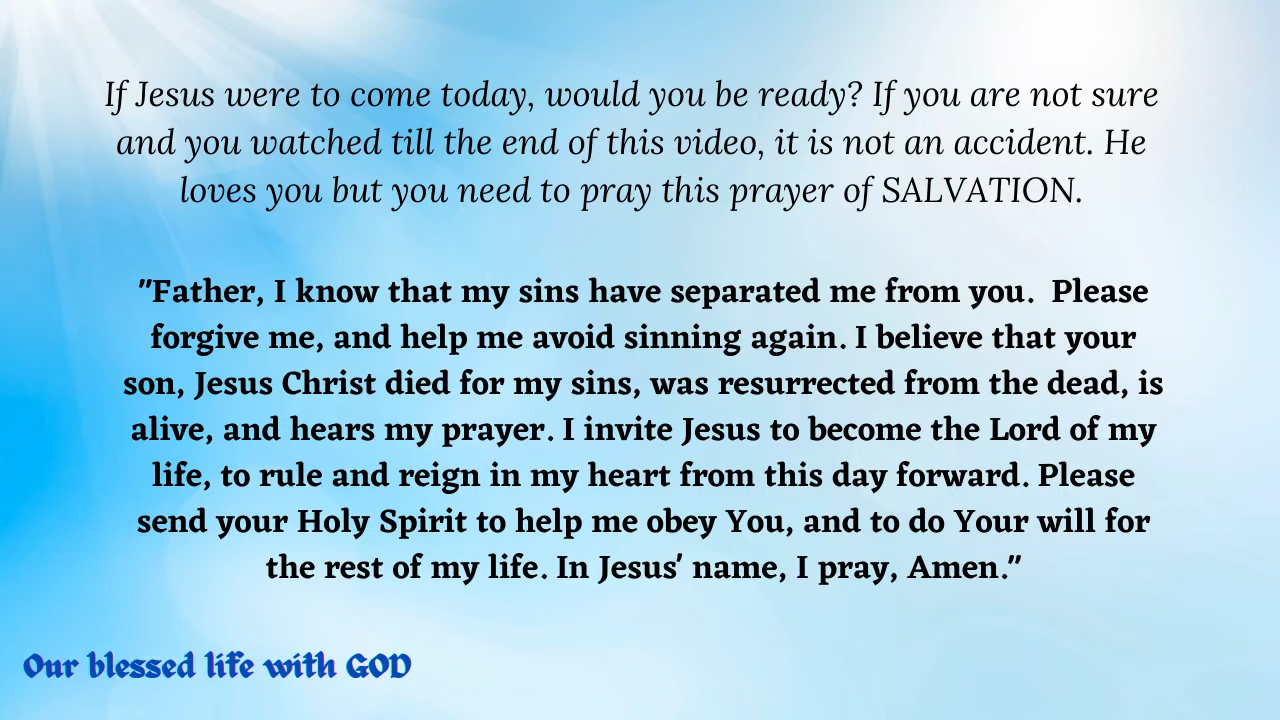 If Jesus were to come today, would you be ready? If you are not sure
and you watched till the end of this video, it is not an accident. He
loves you but you need to pray this prayer of SALVATION.
"Father, I know that my sins have separated me from you.  Please
forgive me, and help me avoid sinning again. I believe that your
son, Jesus Christ died for my sins, was resurrected from the dead, is
alive, and hears my prayer. I invite Jesus to become the Lord of my
life, to rule and reign in my heart from this day forward. Please
send your Holy Spirit to help me obey You, and to do Your will for
the rest of my life. In Jesus' name, I pray, Amen."
Our blessed life with GOD